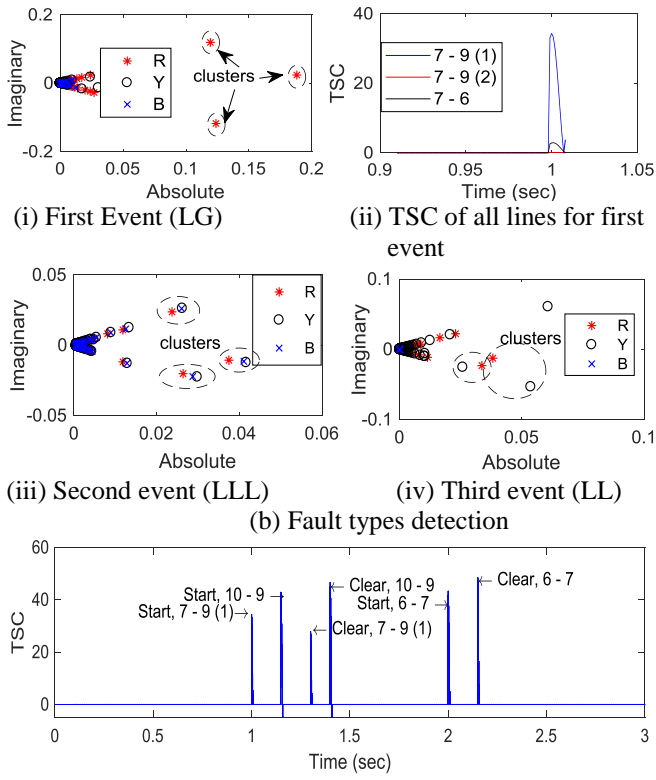 0.2
0
-0.2
Imaginary
R
Y
B
clusters
0 0.05 0.1 0.15 0.2
Absolute
(i) First Event (LG)
40
20
0
TSC
7 - 9 (1)
7 - 9 (2)
7 - 6
0.9 0.95 1 1.05
Time (sec)
(ii) TSC of all lines for first
event
0.05
0
-0.05
Imaginary
R
Y
B
clusters
0 0.02 0.04 0.06
Absolute
(iii) Second event (LLL)
0.1
0
-0.1
Imaginary
clusters
R
Y
B
0 0.05 0.1
Absolute
(iv) Third event (LL)
(b) Fault types detection
60
40
20
0
TSC
Start, 10 - 9
Start, 7 - 9 (1)
Clear, 10 - 9
Clear, 7 - 9 (1)
Start, 6 - 7
Clear, 6 - 7
0 0.5 1 1.5 2 2.5 3
Time (sec)